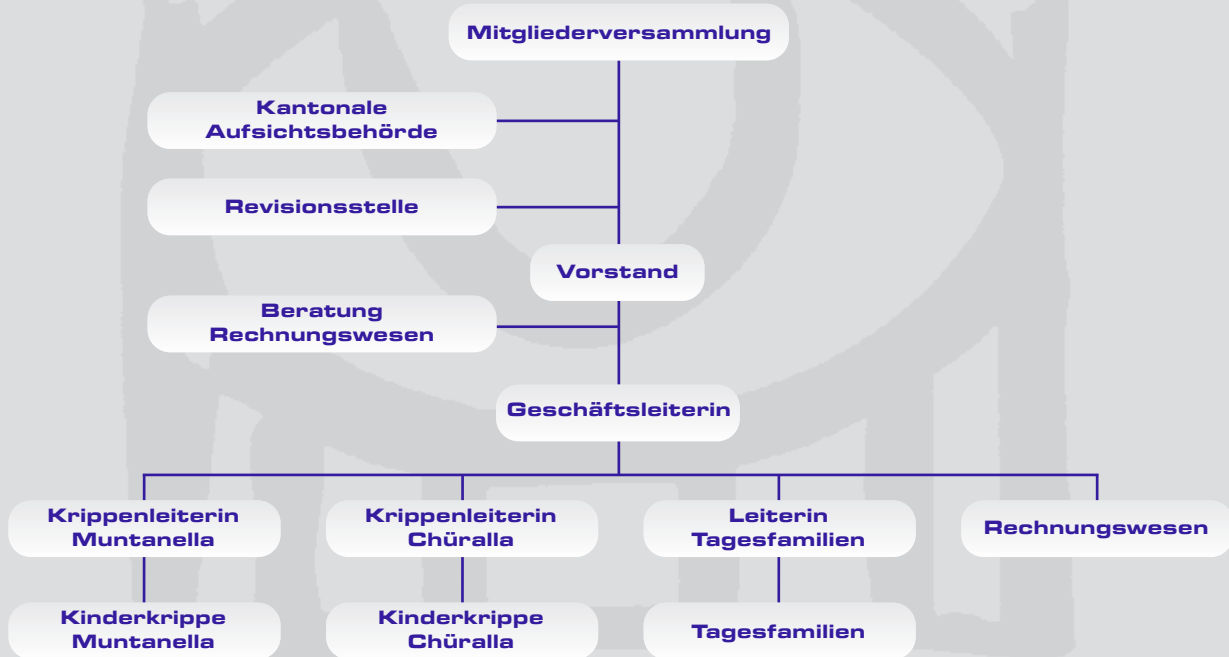 Mitgliederversammlung
Kantonale
Aufsichtsbehörde
Revisionsstelle
Vorstand
Beratung
Rechnungswesen
Geschäftsleiterin
Krippenleiterin
Muntanella
Krippenleiterin
Chüralla
Leiterin
Tagesfamilien
Rechnungswesen
Kinderkrippe
Muntanella
Kinderkrippe
Chüralla
Tagesfamilien